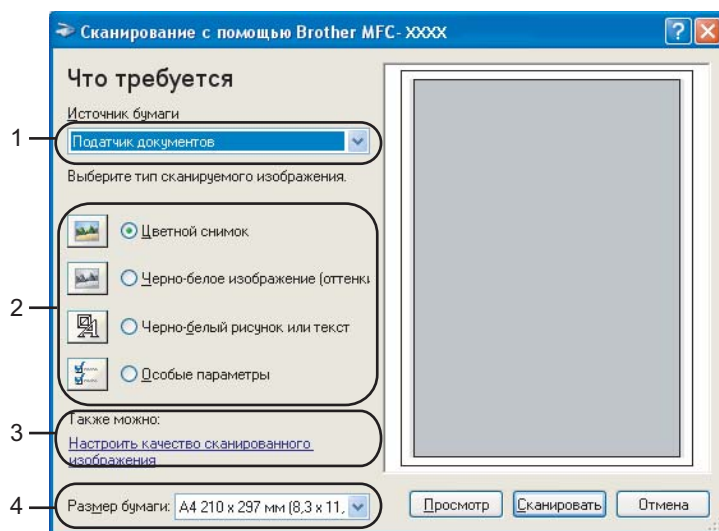 Сканирование с помощью Brother MFC- XXXX
Что требуется
Источник бумаги
1
Податчик документов
Выберите тип сканируемого изображения.
2
Цветной снимок
Черно-белое изображение (оттенки
Черно-белый рисунок или текст
Особые параметры
3
Также можно:
Настроить качество сканированного
изображения
4
Размер бумаги: A4 210 x 297 мм (8,3 x 11,
Просмотр
Сканировать
Отмена